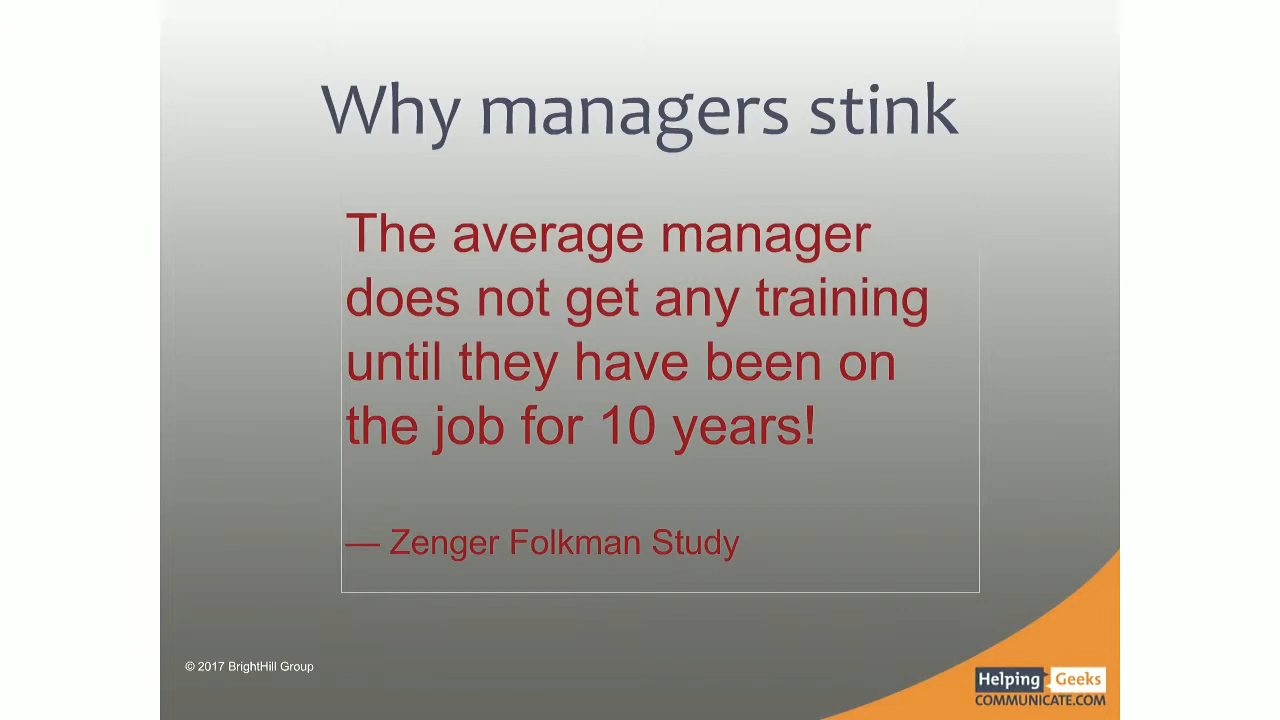 Why managers stink
The average manager
does not get any training
until they have been on
the job for 10 years!
— Zenger Folkman Study
© 2017 BrightHill Group
Helping Geeks
COMMUNICATE.COM